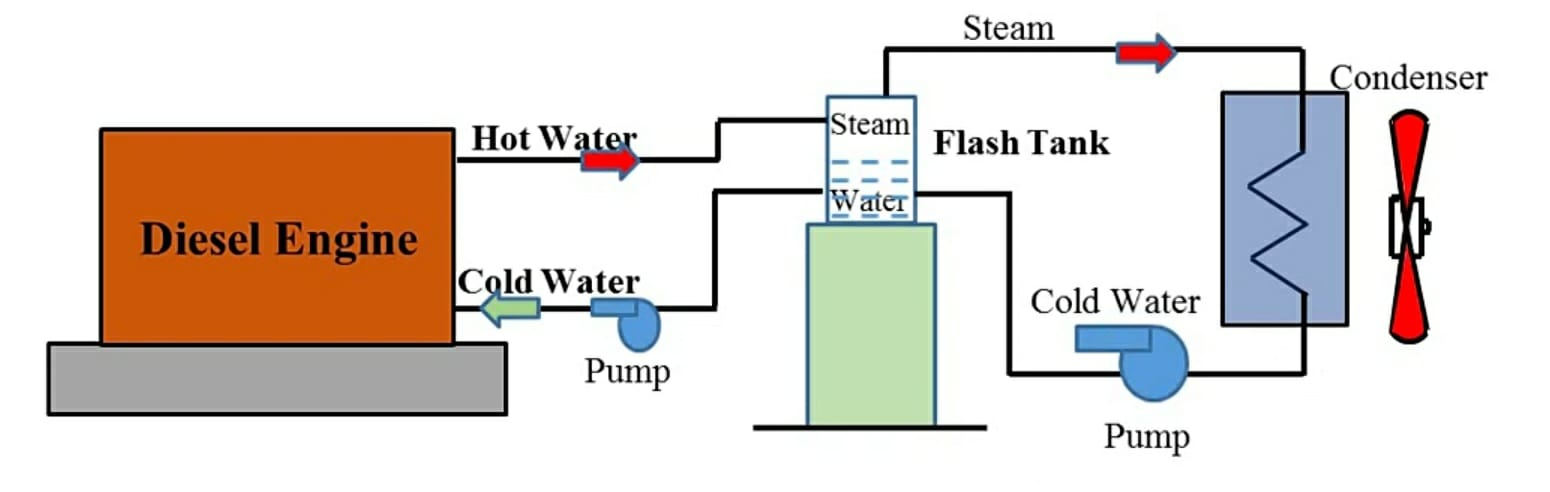 Steam
Condenser
Hot Water
Steam
Flash Tank
Diesel Engine
Water
Cold Water
Cold Water
Pump
Pump